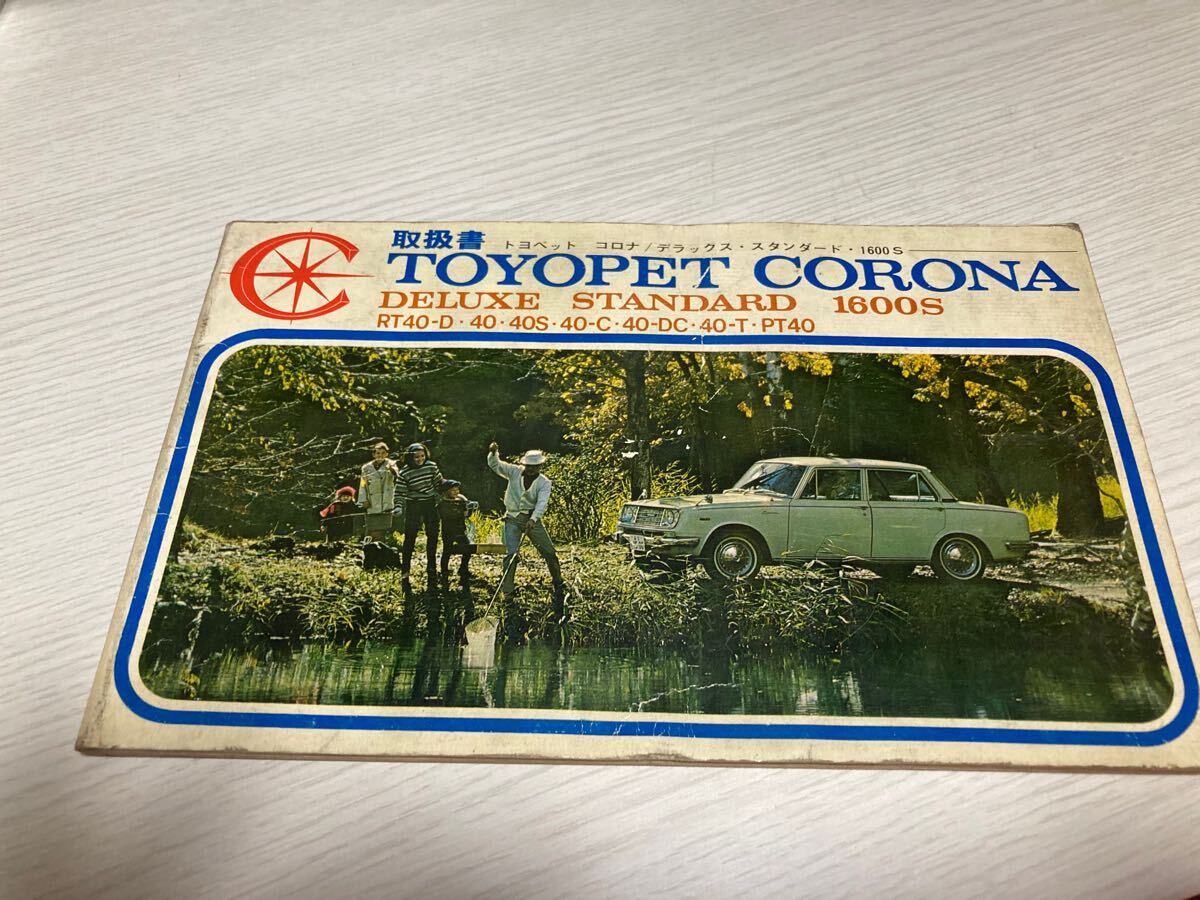 取扱書 トヨペット コロナ/デラックス・スタンダード・1600S
TOYOPET CORONA
DELUXE STANDARD 1600S
RT40-D・40・40S・40-C・40-DC・40-T・PT40